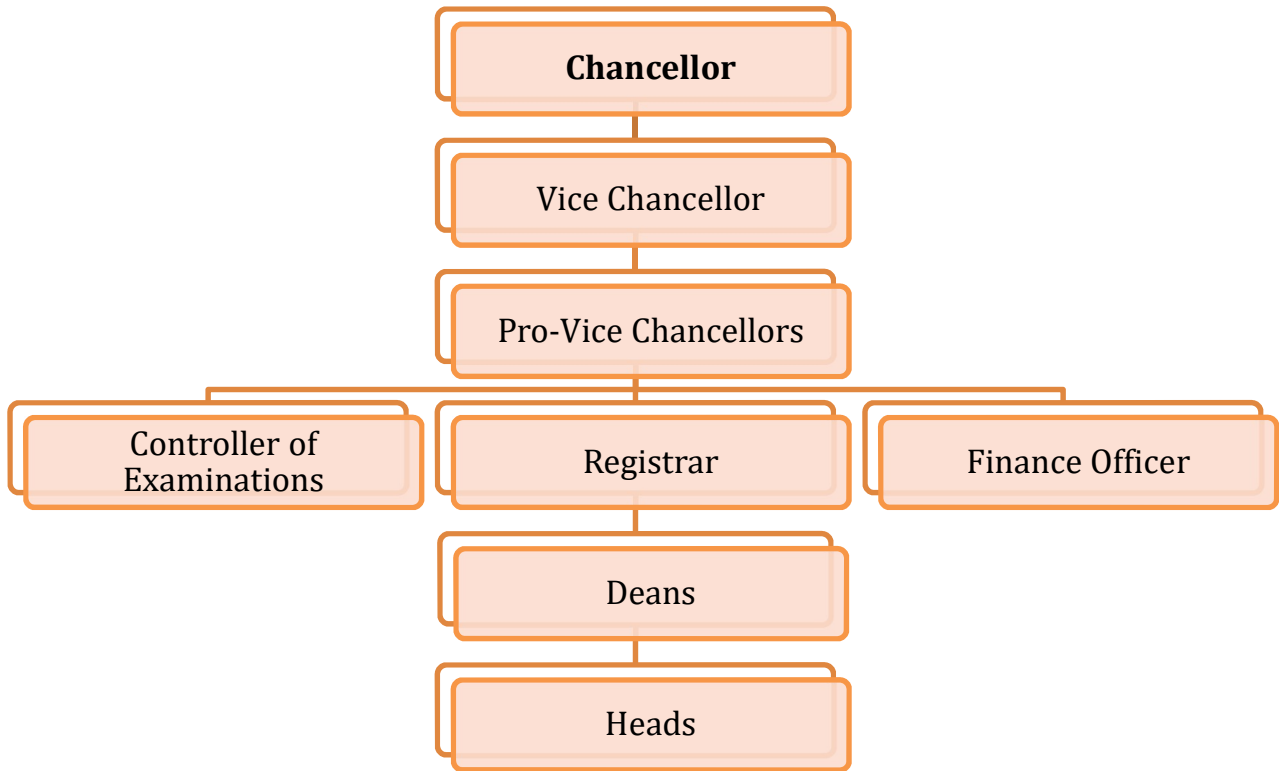 Chancellor
Vice Chancellor
Pro-Vice Chancellors
Controller of
Examinations
Registrar
Finance Officer
Deans
Heads